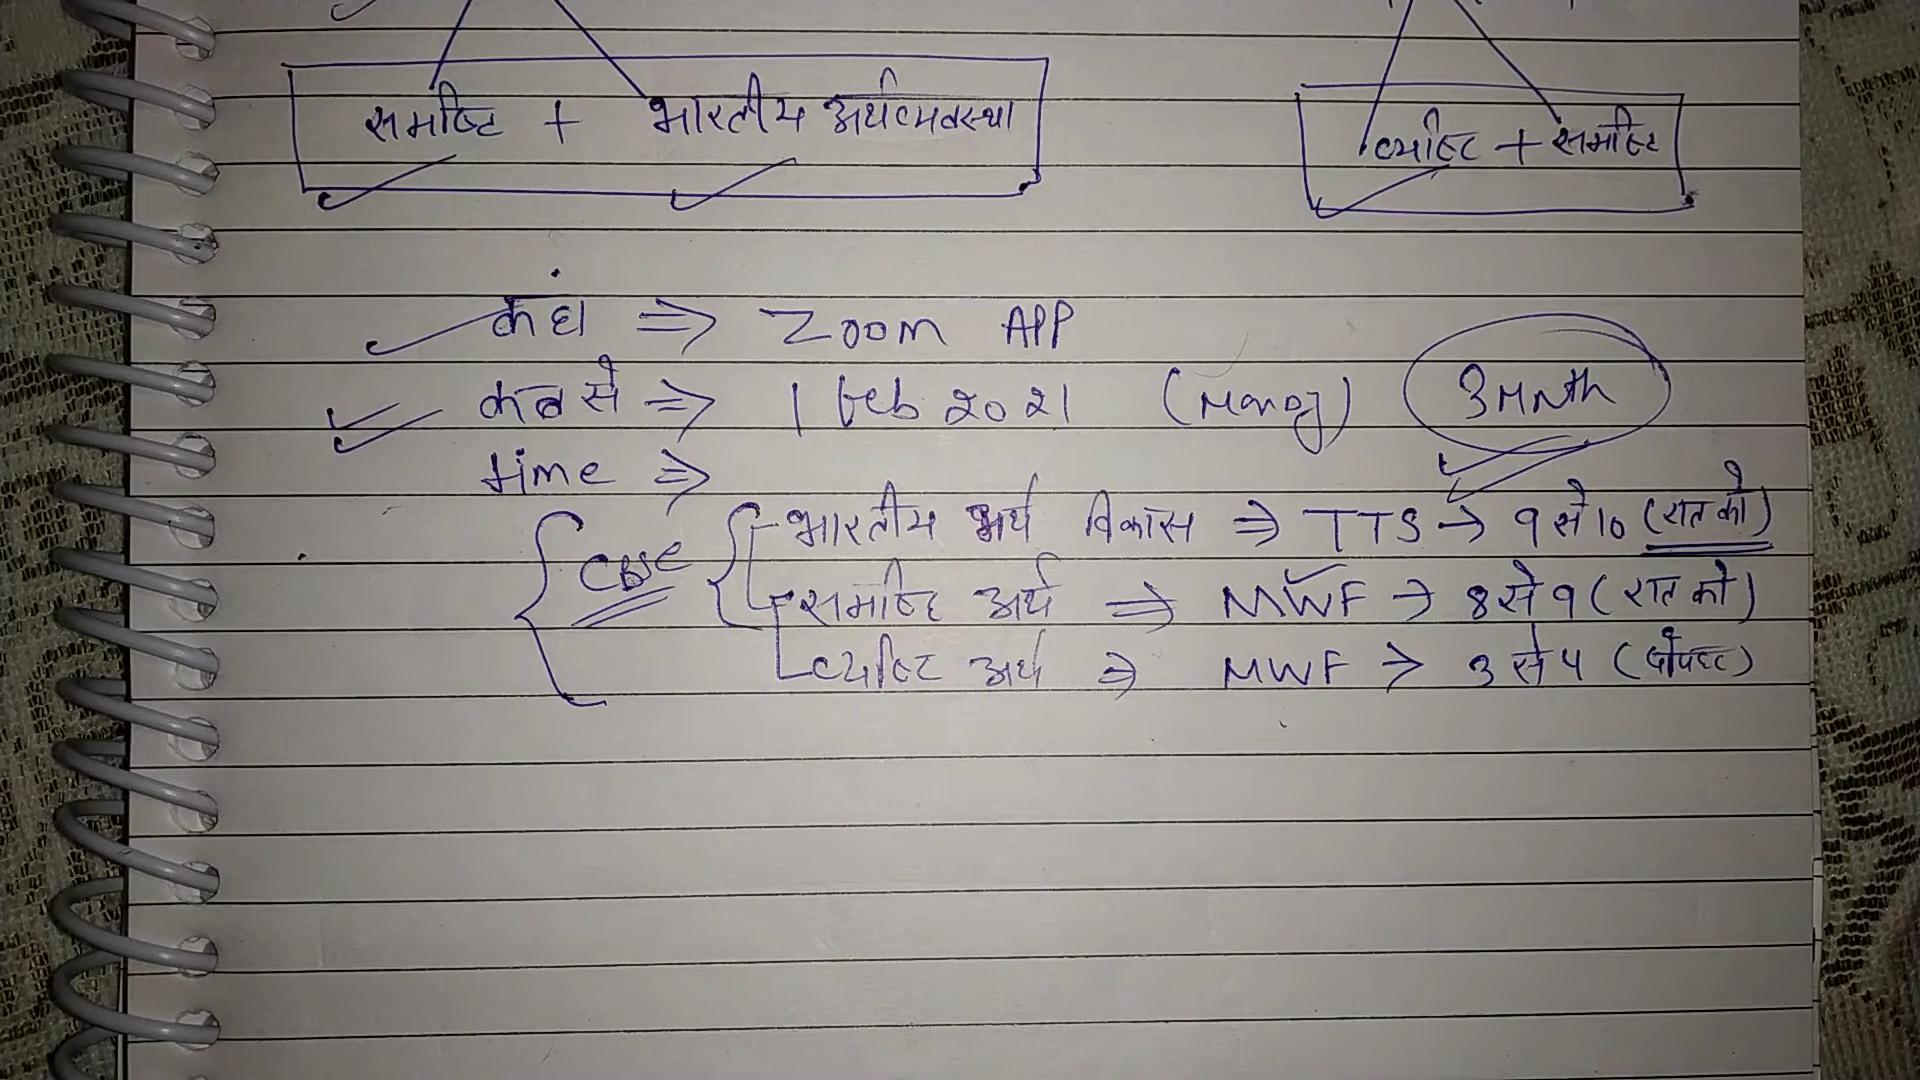 समष्टि + भारतीय अर्थव्यवस्था
व्यष्टि + समष्टि
कहाँ ⇒ Zoom APP
कब से ⇒ 1 Feb 2021 (Monday) 3 Mnth
time ⇒
CBSE
भारतीय अर्थ विकास ⇒ TTS → 9 से 10 (रात को)
समष्टि अर्थ ⇒ MWF → 8 से 9 (रात को)
व्यष्टि अर्थ ⇒ MWF → 3 से 4 (दोपहर)